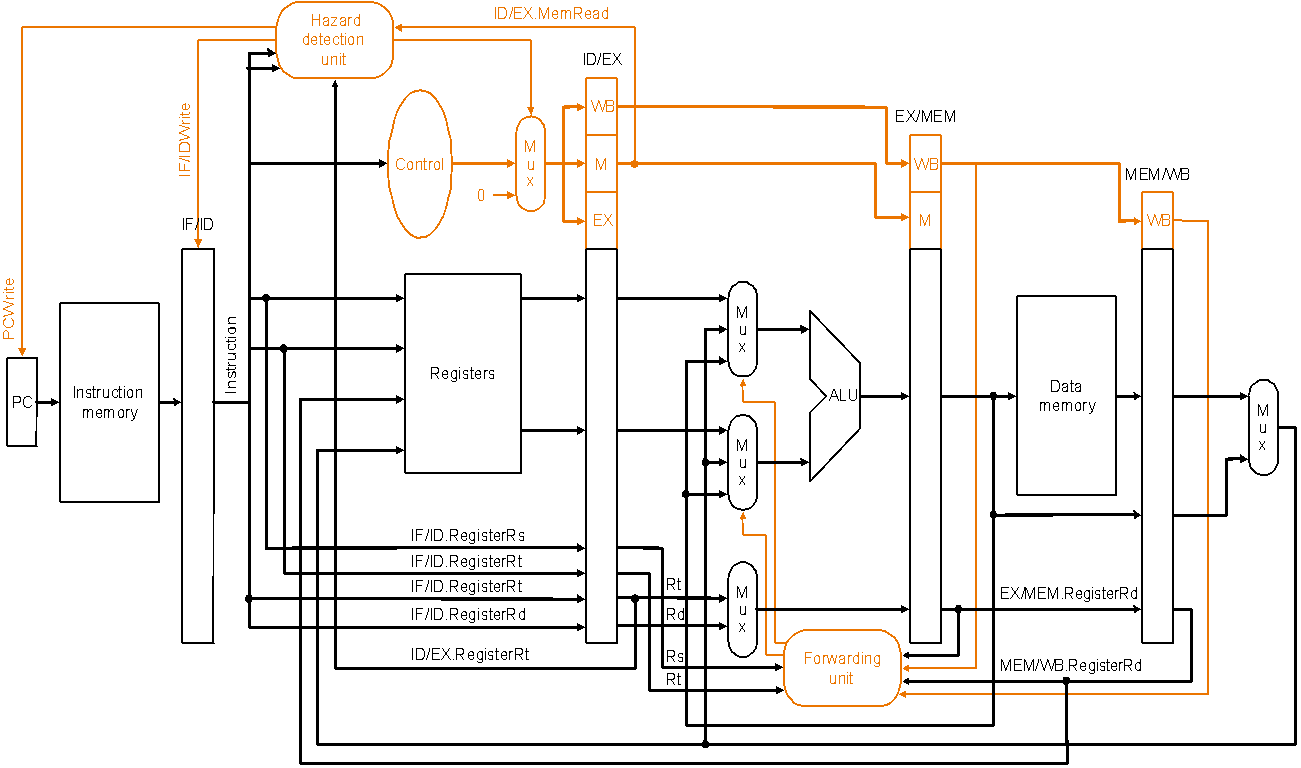 ID/EX.MemRead
Hazard
detection
unit
ID/EX
IF/IDWrite
WB
EX/MEM
Control
M
u
x
M
WB
MEM/WB
0
EX
M
WB
IF/ID
PCWrite
Instruction
PC
Instruction
memory
Registers
M
u
x
ALU
M
u
x
Data
memory
M
u
x
IF/ID.RegisterRs
IF/ID.RegisterRt
IF/ID.RegisterRt
IF/ID.RegisterRd
ID/EX.RegisterRt
Rt
Rd
Rs
Rt
M
u
x
EX/MEM.RegisterRd
Forwarding
unit
MEM/WB.RegisterRd